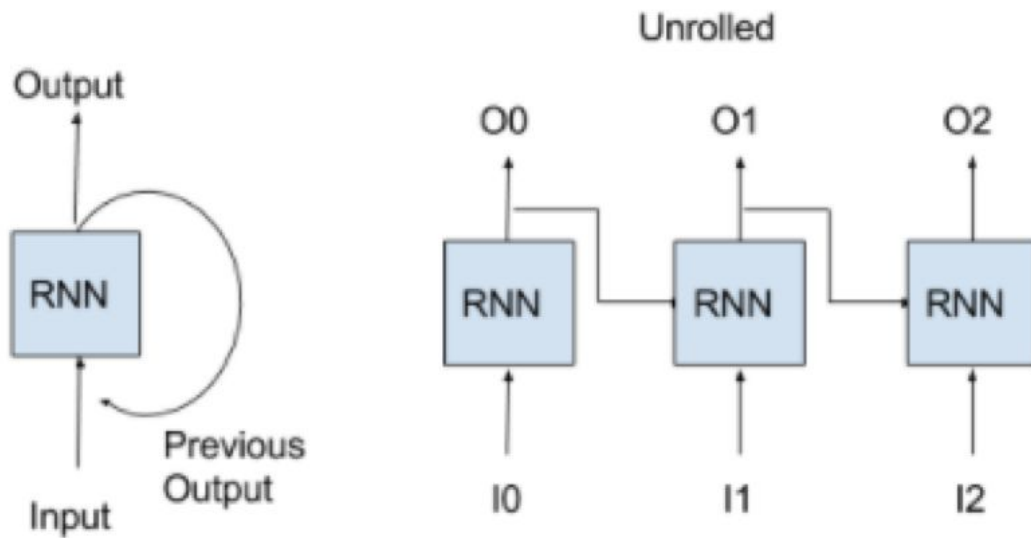 Unrolled
Output
O0
O1
O2
RNN
RNN
RNN
RNN
Previous
Output
Input
I0
I1
I2